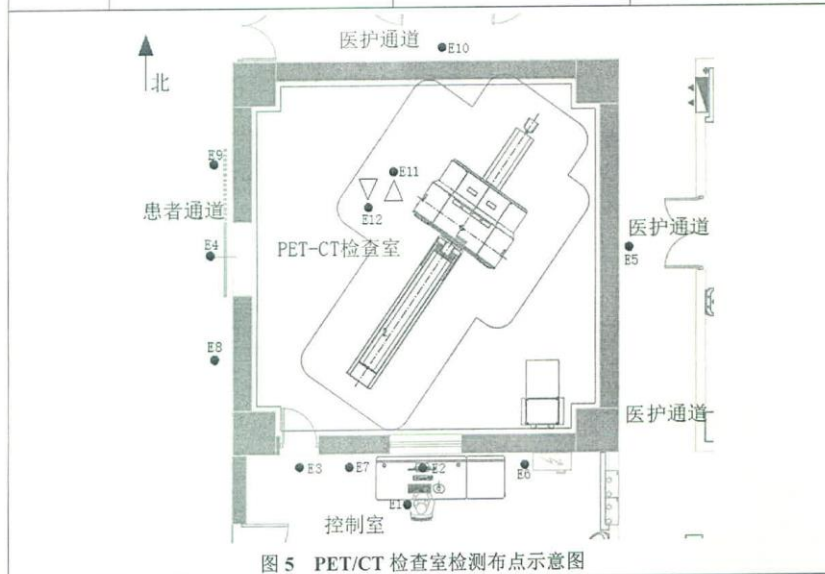 医护通道
E10
北
E9
E11
患者通道
E12
医护通道
E4
PET-CT检查室
E5
E8
医护通道
E3
E7
E2
E6
E1
控制室
图 5 PET/CT 检查室检测布点示意图